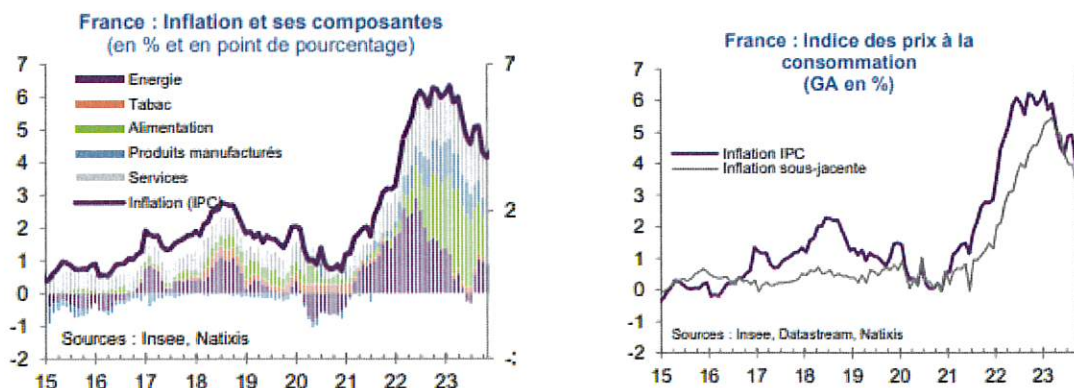 France : Inflation et ses composantes
(en % et en point de pourcentage)
7
6
5
4
3
2
1
0
-1
-2
7
2
Energie
Tabac
Alimentation
Produits manufacturés
Services
Inflation (IPC)
Sources : Insee, Natixis
15 16 17 18 19 20 21 22 23
France : Indice des prix à la
consommation
(GA en %)
7
6
5
4
3
2
1
0
-1
-2
Inflation IPC
Inflation sous-jacente
Sources : Insee, Datastream, Natixis
15 16 17 18 19 20 21 22 23